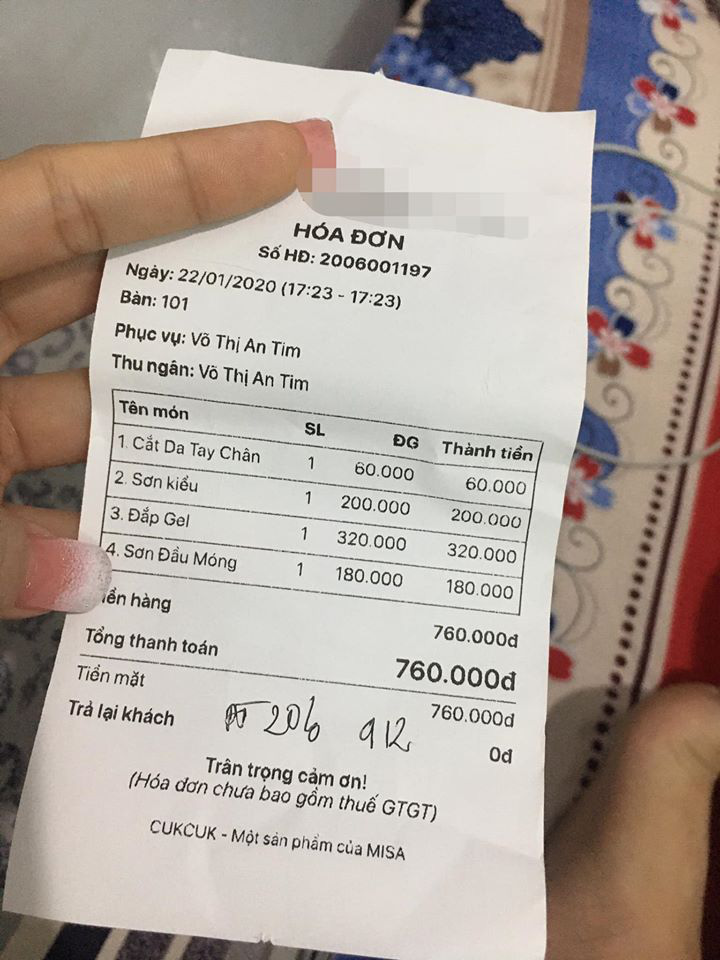 HÓA ĐƠN
Số HĐ: 2006001197
Ngày: 22/01/2020 (17:23 - 17:23)
Bàn: 101
Phục vụ: Võ Thị An Tim
Thu ngân: Võ Thị An Tim
Tên món SL ĐG Thành tiền
1. Cắt Da Tay Chân 1 60.000 60.000
2. Sơn kiểu 1 200.000 200.000
3. Đắp Gel 1 320.000 320.000
4. Sơn Đầu Móng 1 180.000 180.000
hàng 760.000đ
Tổng thanh toán 760.000đ
Tiền mặt 760.000đ
Trả lại khách 206 912 0đ
Trân trọng cảm ơn!
(Hóa đơn chưa bao gồm thuế GTGT)
CUKCUK - Một sản phẩm của MISA